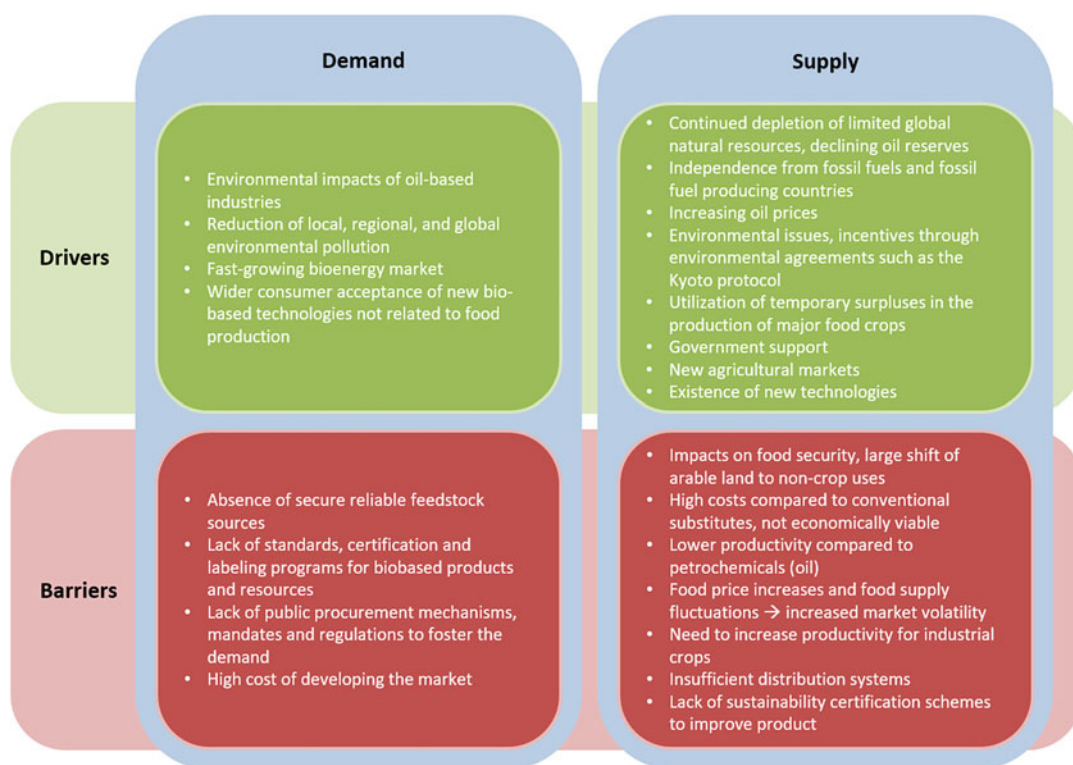 Demand
Supply
Drivers
• Environmental impacts of oil-based
industries
• Reduction of local, regional, and global
environmental pollution
• Fast-growing bioenergy market
• Wider consumer acceptance of new bio-
based technologies not related to food
production
• Continued depletion of limited global
natural resources, declining oil reserves
• Independence from fossil fuels and fossil
fuel producing countries
• Increasing oil prices
• Environmental issues, incentives through
environmental agreements such as the
Kyoto protocol
• Utilization of temporary surpluses in the
production of major food crops
• Government support
• New agricultural markets
• Existence of new technologies
Barriers
• Absence of secure reliable feedstock
sources
• Lack of standards, certification and
labeling programs for biobased products
and resources
• Lack of public procurement mechanisms,
mandates and regulations to foster the
demand
• High cost of developing the market
• Impacts on food security, large shift of
arable land to non-crop uses
• High costs compared to conventional
substitutes, not economically viable
• Lower productivity compared to
petrochemicals (oil)
• Food price increases and food supply
fluctuations → increased market volatility
• Need to increase productivity for industrial
crops
• Insufficient distribution systems
• Lack of sustainability certification schemes
to improve product